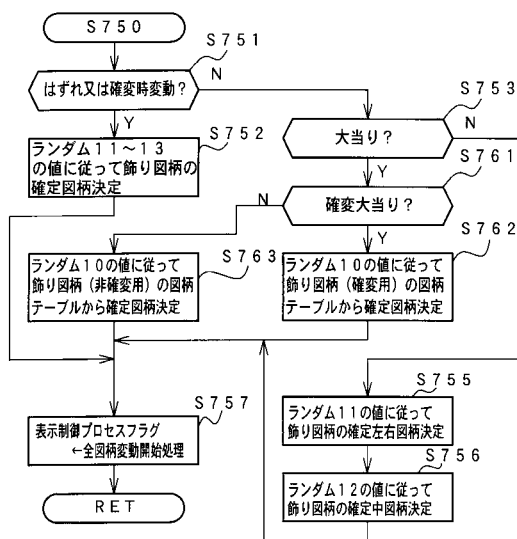 S750
S751
はずれ又は確変時変動？
N
Y
S752
ランダム11～13
の値に従って飾り図柄の
確定図柄決定
S753
大当り？
N
Y
S761
確変大当り？
N
Y
S763
ランダム10の値に従って
飾り図柄（非確変用）の図柄
テーブルから確定図柄決定
S762
ランダム10の値に従って
飾り図柄（確変用）の図柄
テーブルから確定図柄決定
S755
ランダム11の値に従って
飾り図柄の確定左右図柄決定
S756
ランダム12の値に従って
飾り図柄の確定中図柄決定
S757
表示制御プロセスフラグ
←全図柄変動開始処理
RET